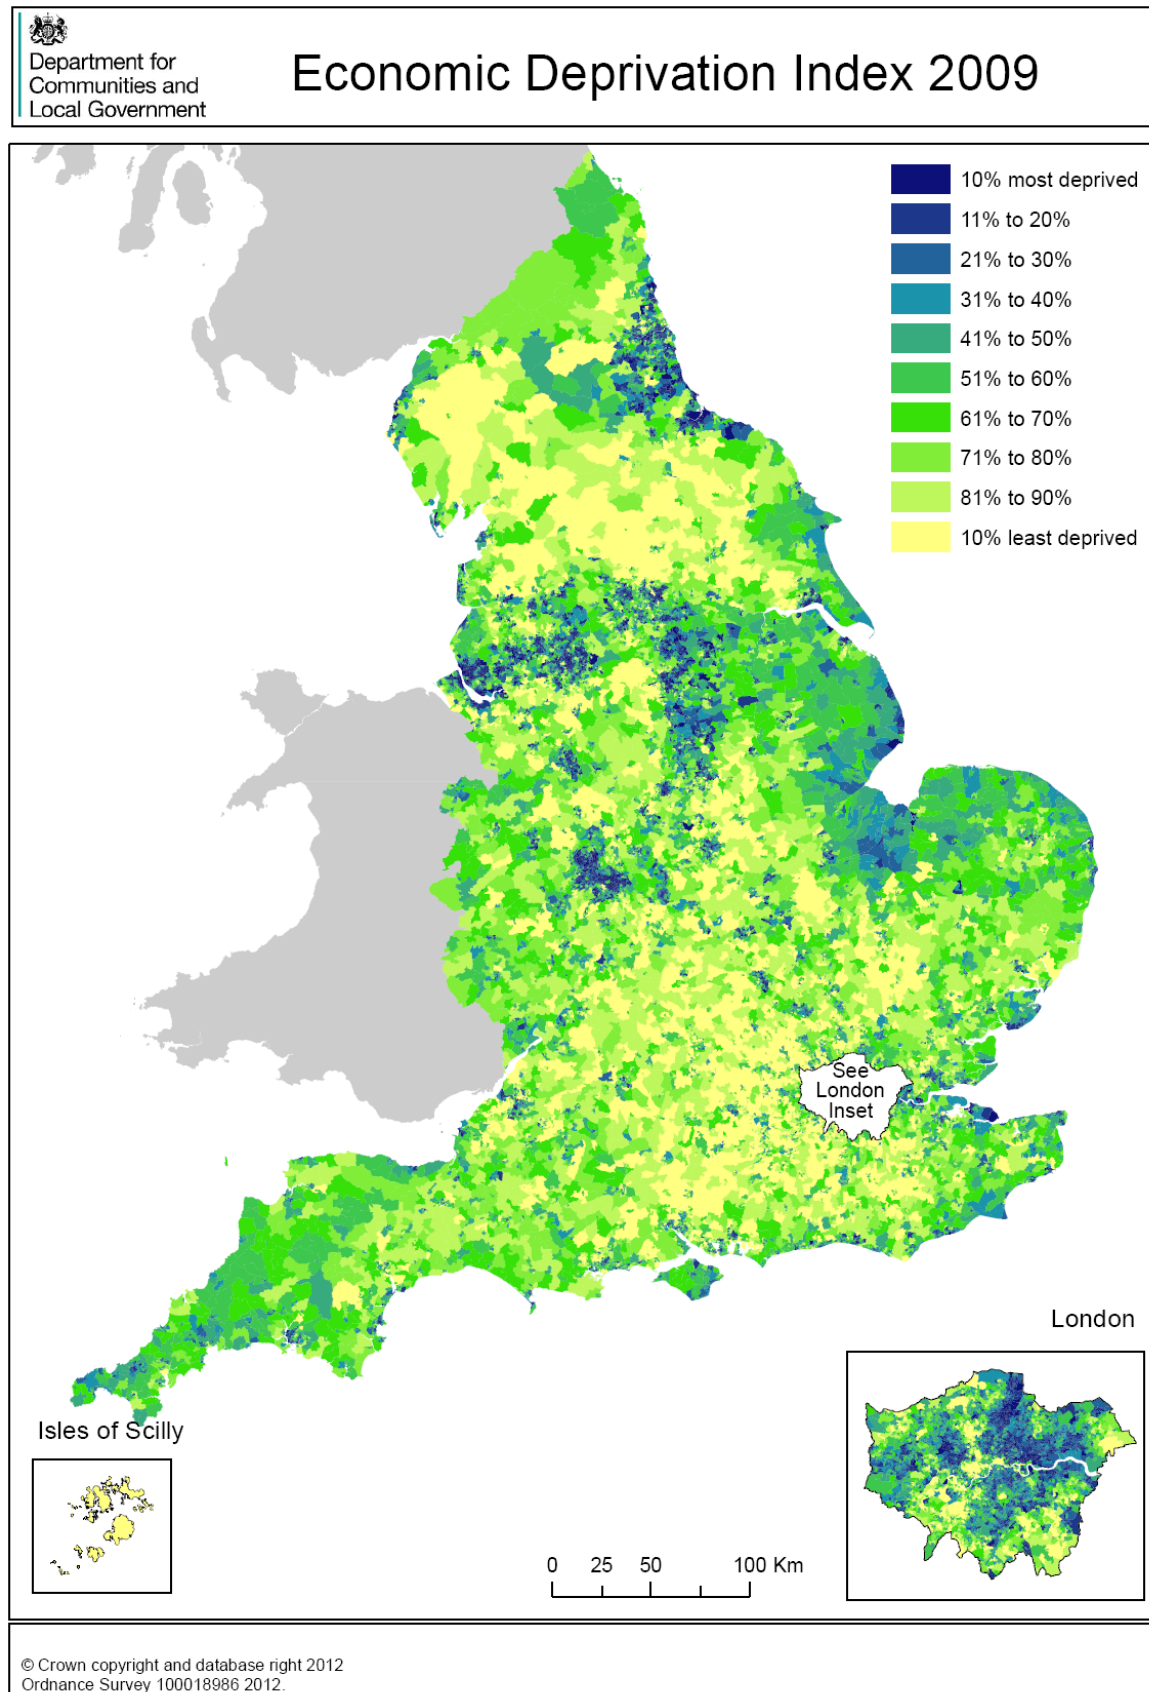 Department for
Communities and
Local Government
Economic Deprivation Index 2009
10% most deprived
11% to 20%
21% to 30%
31% to 40%
41% to 50%
51% to 60%
61% to 70%
71% to 80%
81% to 90%
10% least deprived
See
London
Inset
London
Isles of Scilly
0 25 50 100 Km
© Crown copyright and database right 2012
Ordnance Survey 100018986 2012.